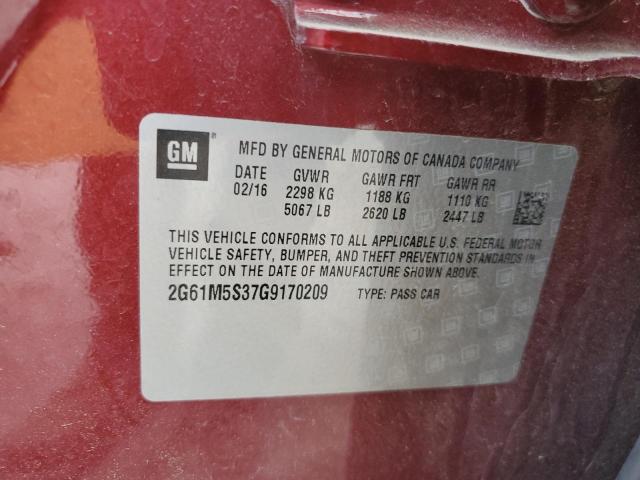 GM
MFD BY GENERAL MOTORS OF CANADA COMPANY
DATE GVWR GAWR FRT GAWR RR
02/16 2298 KG 1188 KG 1110 KG
5067 LB 2620 LB 2447 LB
THIS VEHICLE CONFORMS TO ALL APPLICABLE U.S. FEDERAL MOTOR
VEHICLE SAFETY, BUMPER, AND THEFT PREVENTION STANDARDS IN
EFFECT ON THE DATE OF MANUFACTURE SHOWN ABOVE.
2G61M5S37G9170209 TYPE: PASS CAR